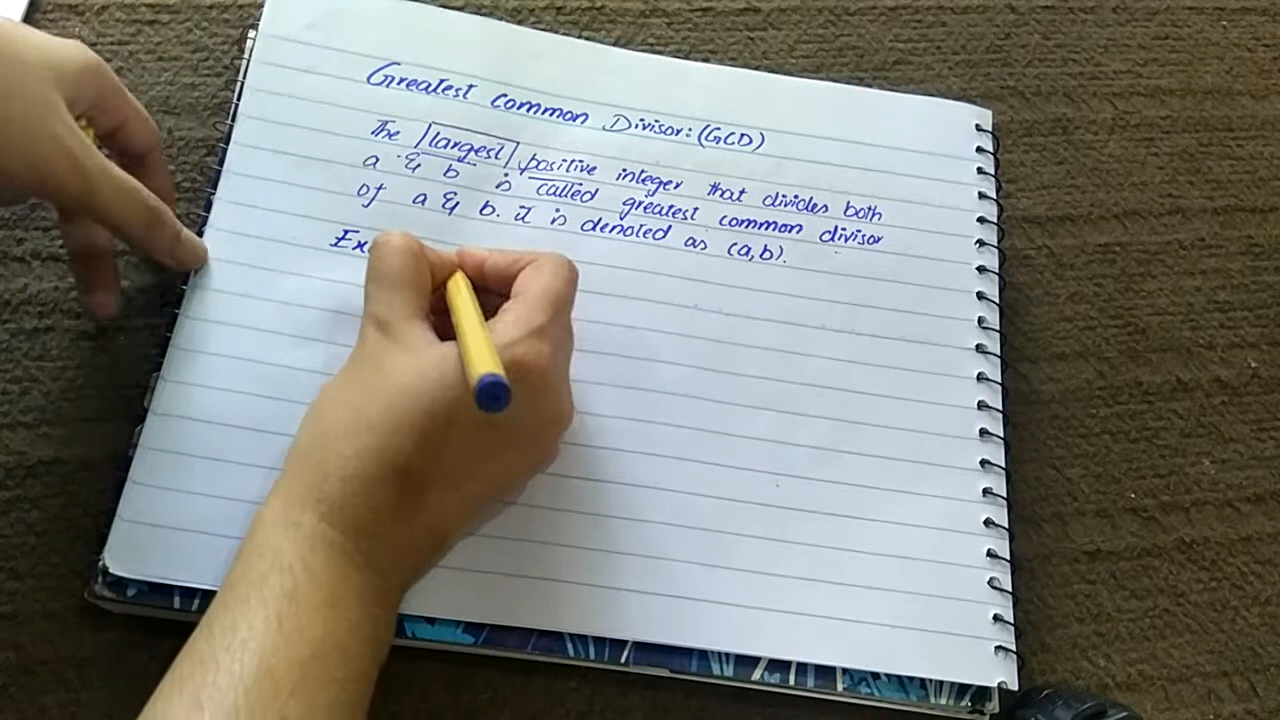 Greatest common Divisor: (GCD)
The largest positive integer that divides both
a & b is called greatest common divisor
of a & b. it is denoted as (a,b).